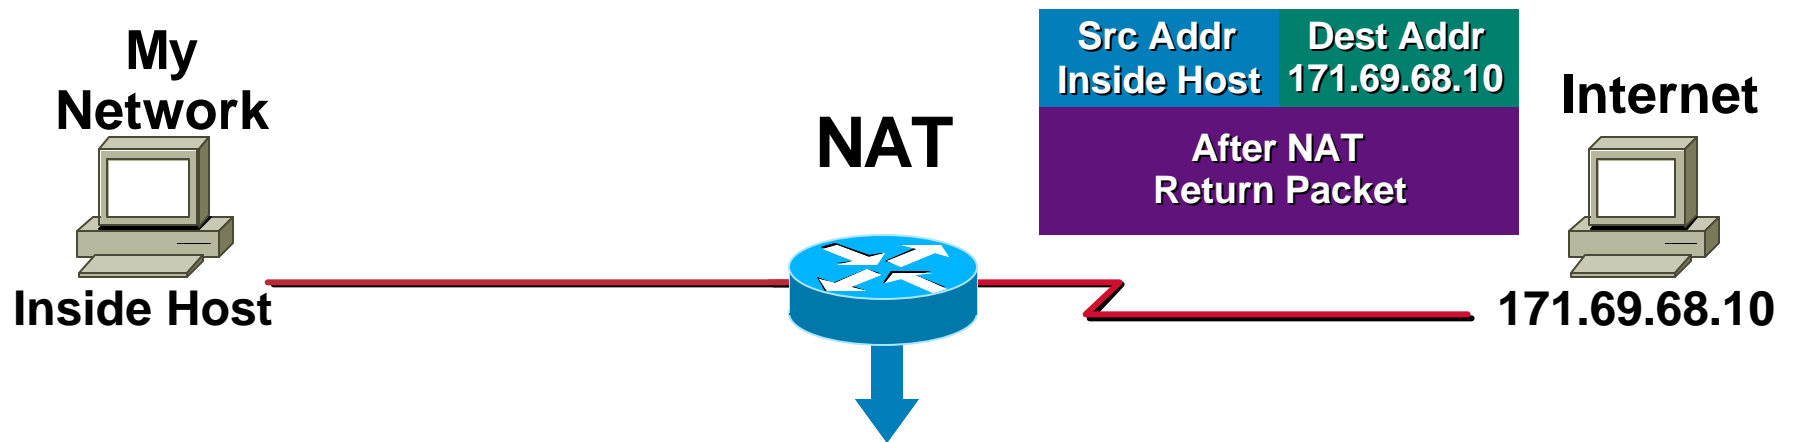 My
Network
Inside Host
NAT
Src Addr
Inside Host
Dest Addr
171.69.68.10
After NAT
Return Packet
Internet
171.69.68.10